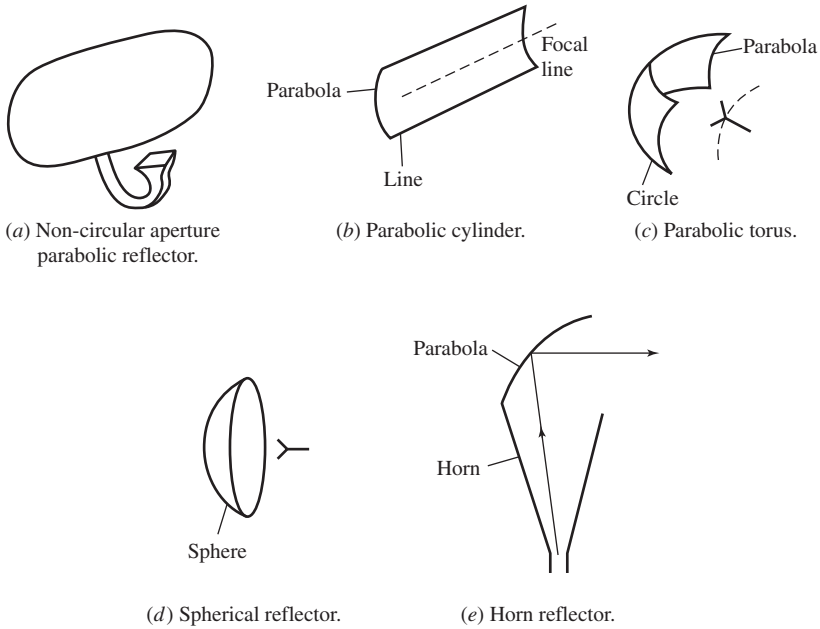 Parabola
Focal
line
Line
Parabola
Circle
(a) Non-circular aperture
parabolic reflector.
(b) Parabolic cylinder.
(c) Parabolic torus.
Parabola
Horn
Sphere
(d) Spherical reflector.
(e) Horn reflector.